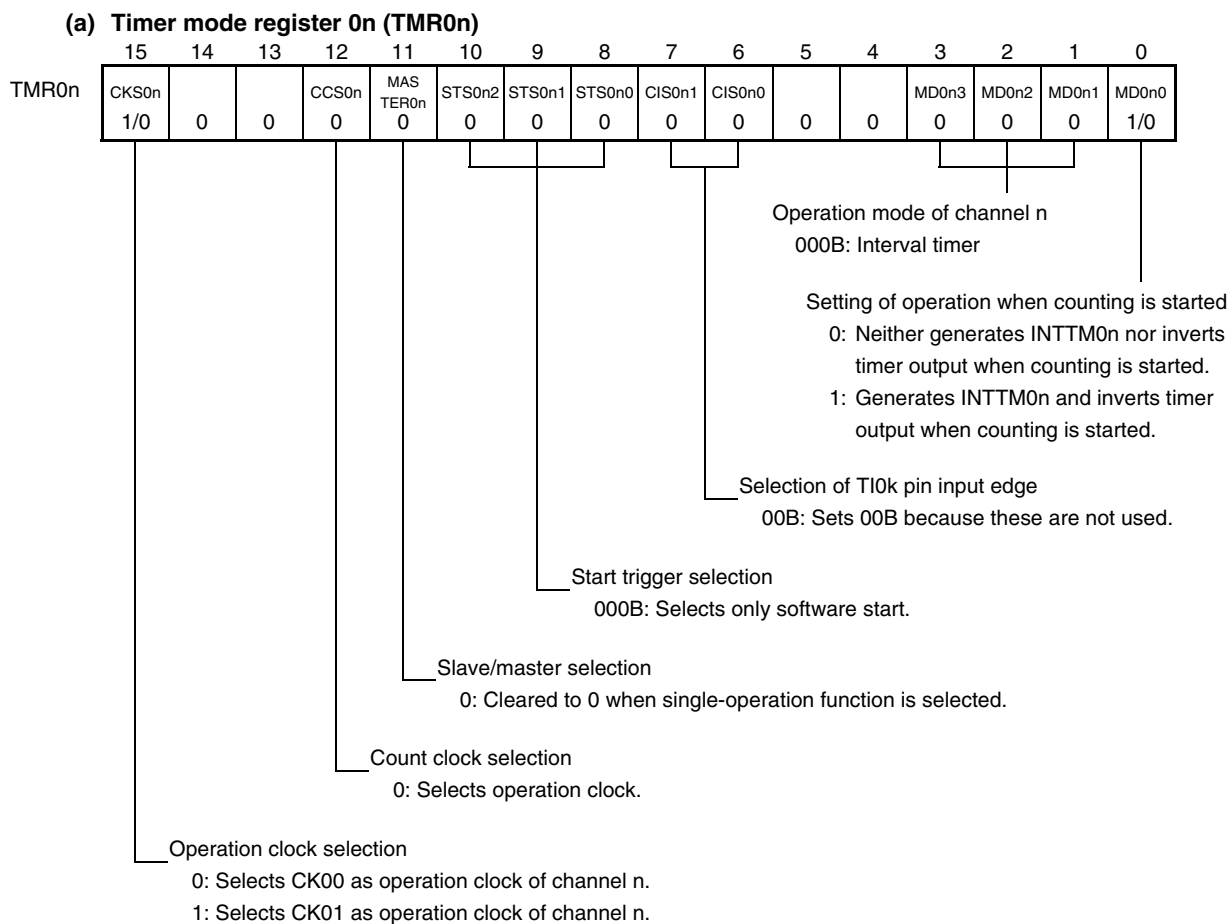 (a) Timer mode register 0n (TMR0n)
15 14 13 12 11 10 9 8 7 6 5 4 3 2 1 0
TMR0n CKS0n CCS0n MAS TER0n STS0n2 STS0n1 STS0n0 CIS0n1 CIS0n0 MD0n3 MD0n2 MD0n1 MD0n0
1/0 0 0 0 0 0 0 0 0 0 0 0 0 0 0 1/0
Operation mode of channel n
000B: Interval timer
Setting of operation when counting is started
0: Neither generates INTTM0n nor inverts
timer output when counting is started.
1: Generates INTTM0n and inverts timer
output when counting is started.
Selection of TI0k pin input edge
00B: Sets 00B because these are not used.
Start trigger selection
000B: Selects only software start.
Slave/master selection
0: Cleared to 0 when single-operation function is selected.
Count clock selection
0: Selects operation clock.
Operation clock selection
0: Selects CK00 as operation clock of channel n.
1: Selects CK01 as operation clock of channel n.